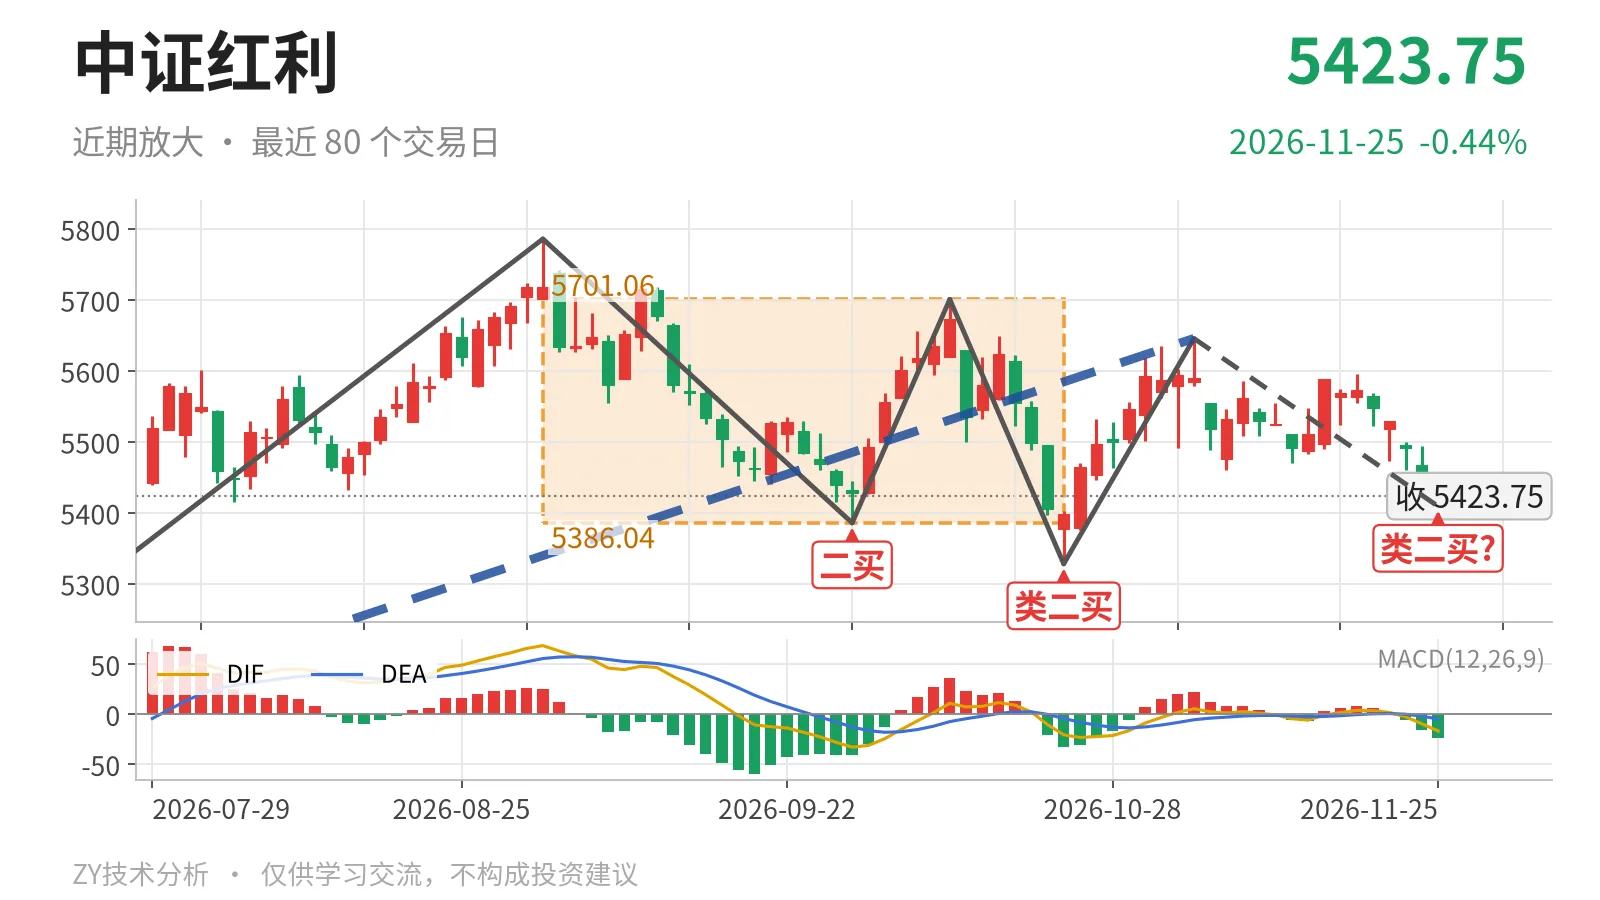 中证红利
5423.75
近期放大 · 最近 80 个交易日
2026-11-25 -0.44%
5800
5700
5600
5500
5400
5300
5701.06
5386.04
二买
类二买
收 5423.75
类二买?
50
0
-50
DIF
DEA
MACD(12,26,9)
2026-07-29
2026-08-25
2026-09-22
2026-10-28
2026-11-25
ZY技术分析 · 仅供学习交流，不构成投资建议